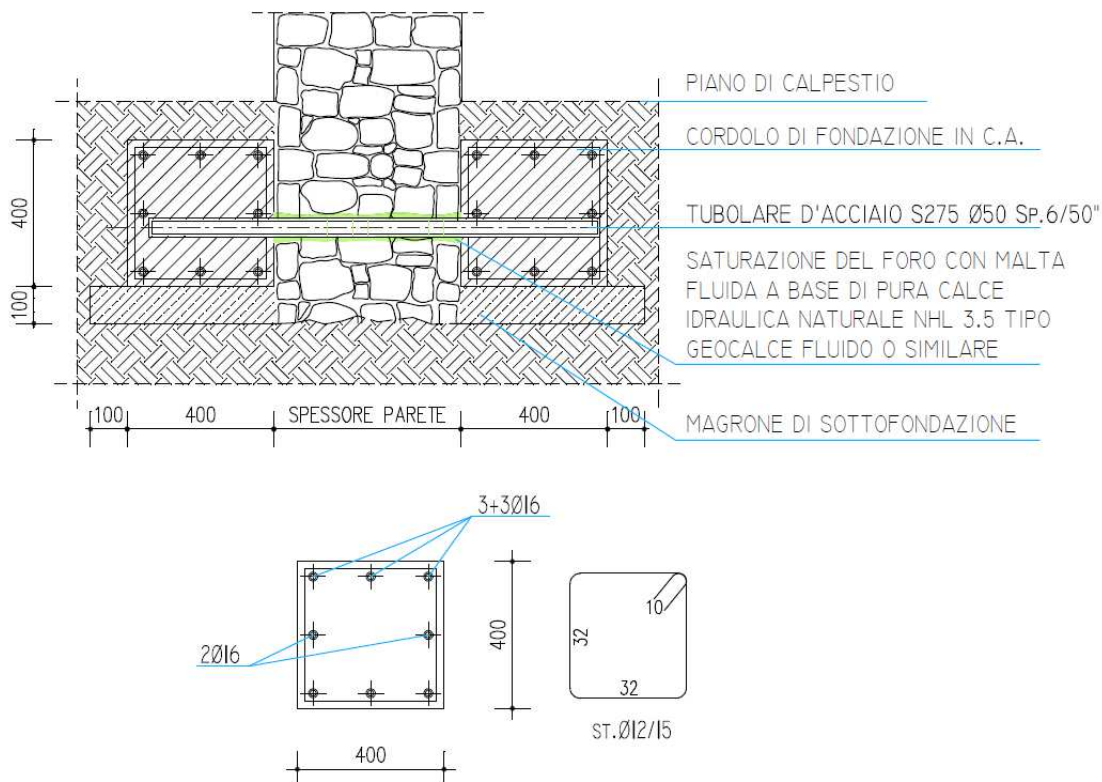 PIANO DI CALPESTIO
CORDOLO DI FONDAZIONE IN C.A.
400
TUBOLARE D'ACCIAIO S275 Ø50 SP.6/50"
SATURAZIONE DEL FORO CON MALTA
FLUIDA A BASE DI PURA CALCE
IDRAULICA NATURALE NHL 3.5 TIPO
GEOCALCE FLUIDO O SIMILARE
100
100 400 SPESSORE PARETE 400 100
MAGRONE DI SOTTOFONDAZIONE
3+3Ø16
10
400
32
2Ø16
32
ST.Ø12/15
400